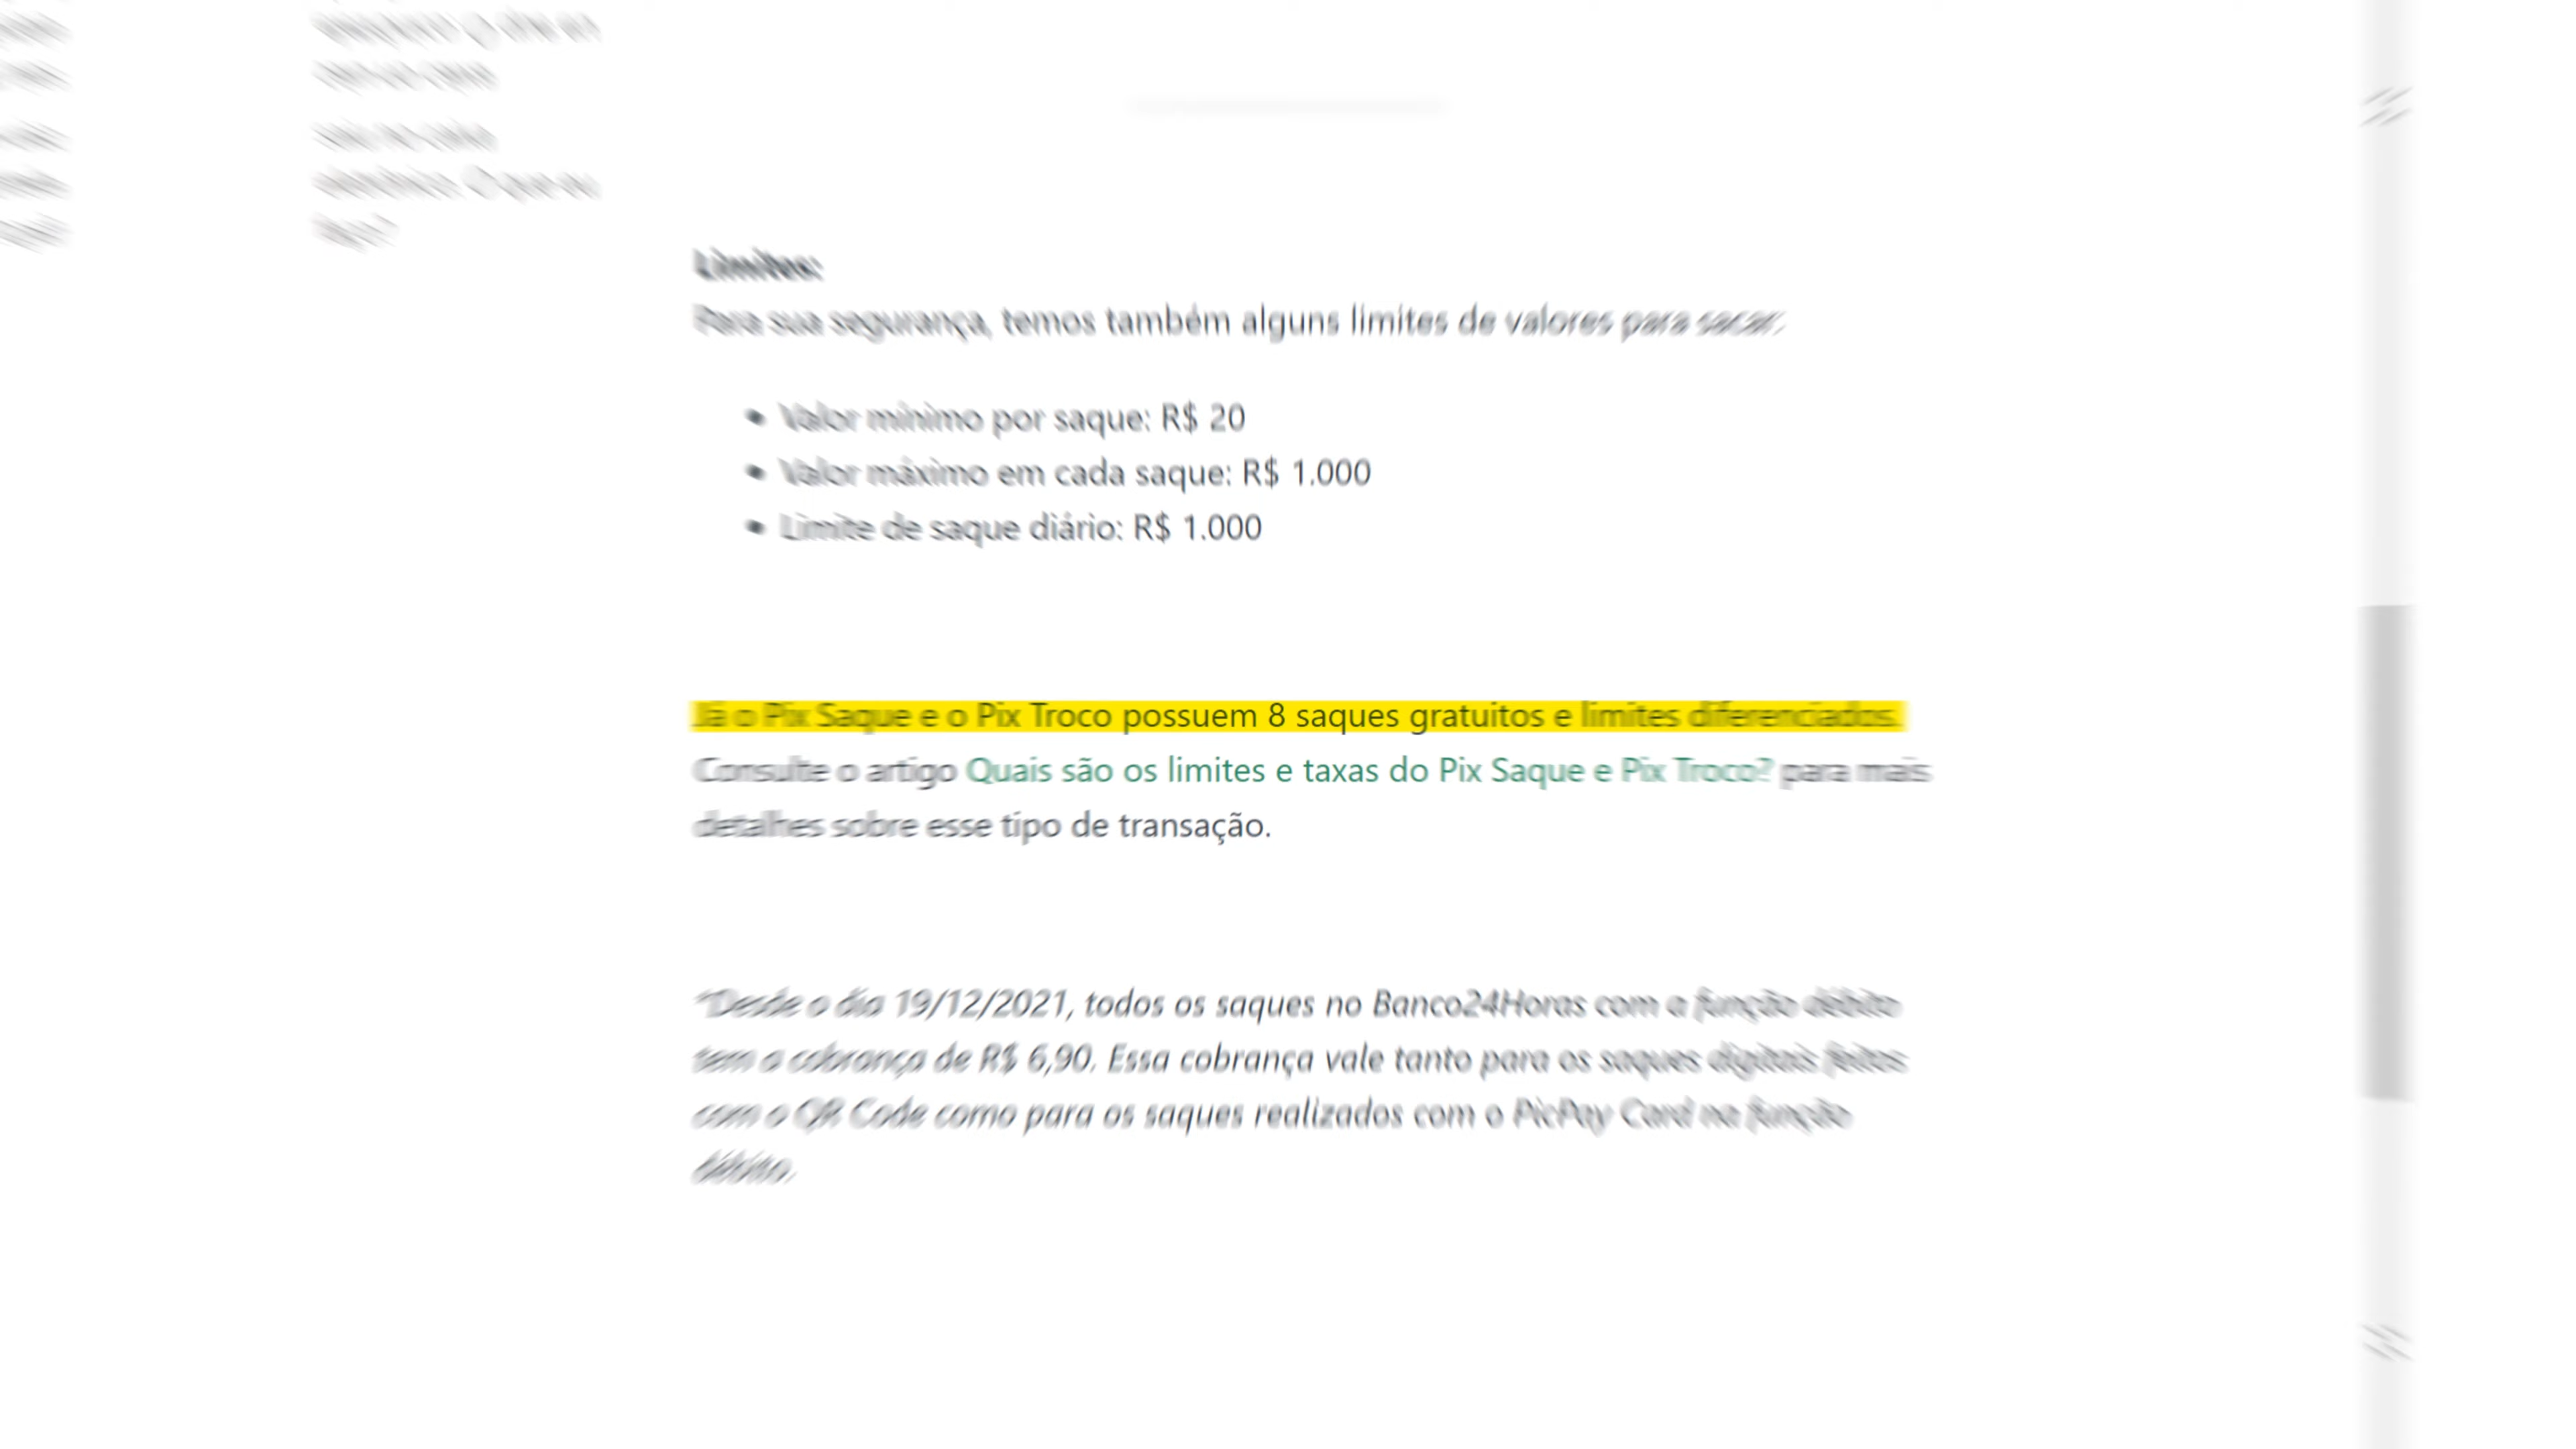 Limites:
Para sua segurança, temos também alguns limites de valores para sacar:
• Valor mínimo por saque: R$ 20
• Valor máximo em cada saque: R$ 1.000
• Limite de saque diário: R$ 1.000
Já o Pix Saque e o Pix Troco possuem 8 saques gratuitos e limites diferenciados.
Consulte o artigo Quais são os limites e taxas do Pix Saque e Pix Troco? para mais
detalhes sobre esse tipo de transação.
*Desde o dia 19/12/2021, todos os saques no Banco24Horas com a função débito
tem a cobrança de R$ 6,90. Essa cobrança vale tanto para os saques digitais feitos
com o QR Code como para os saques realizados com o PicPay Card na função
débito.